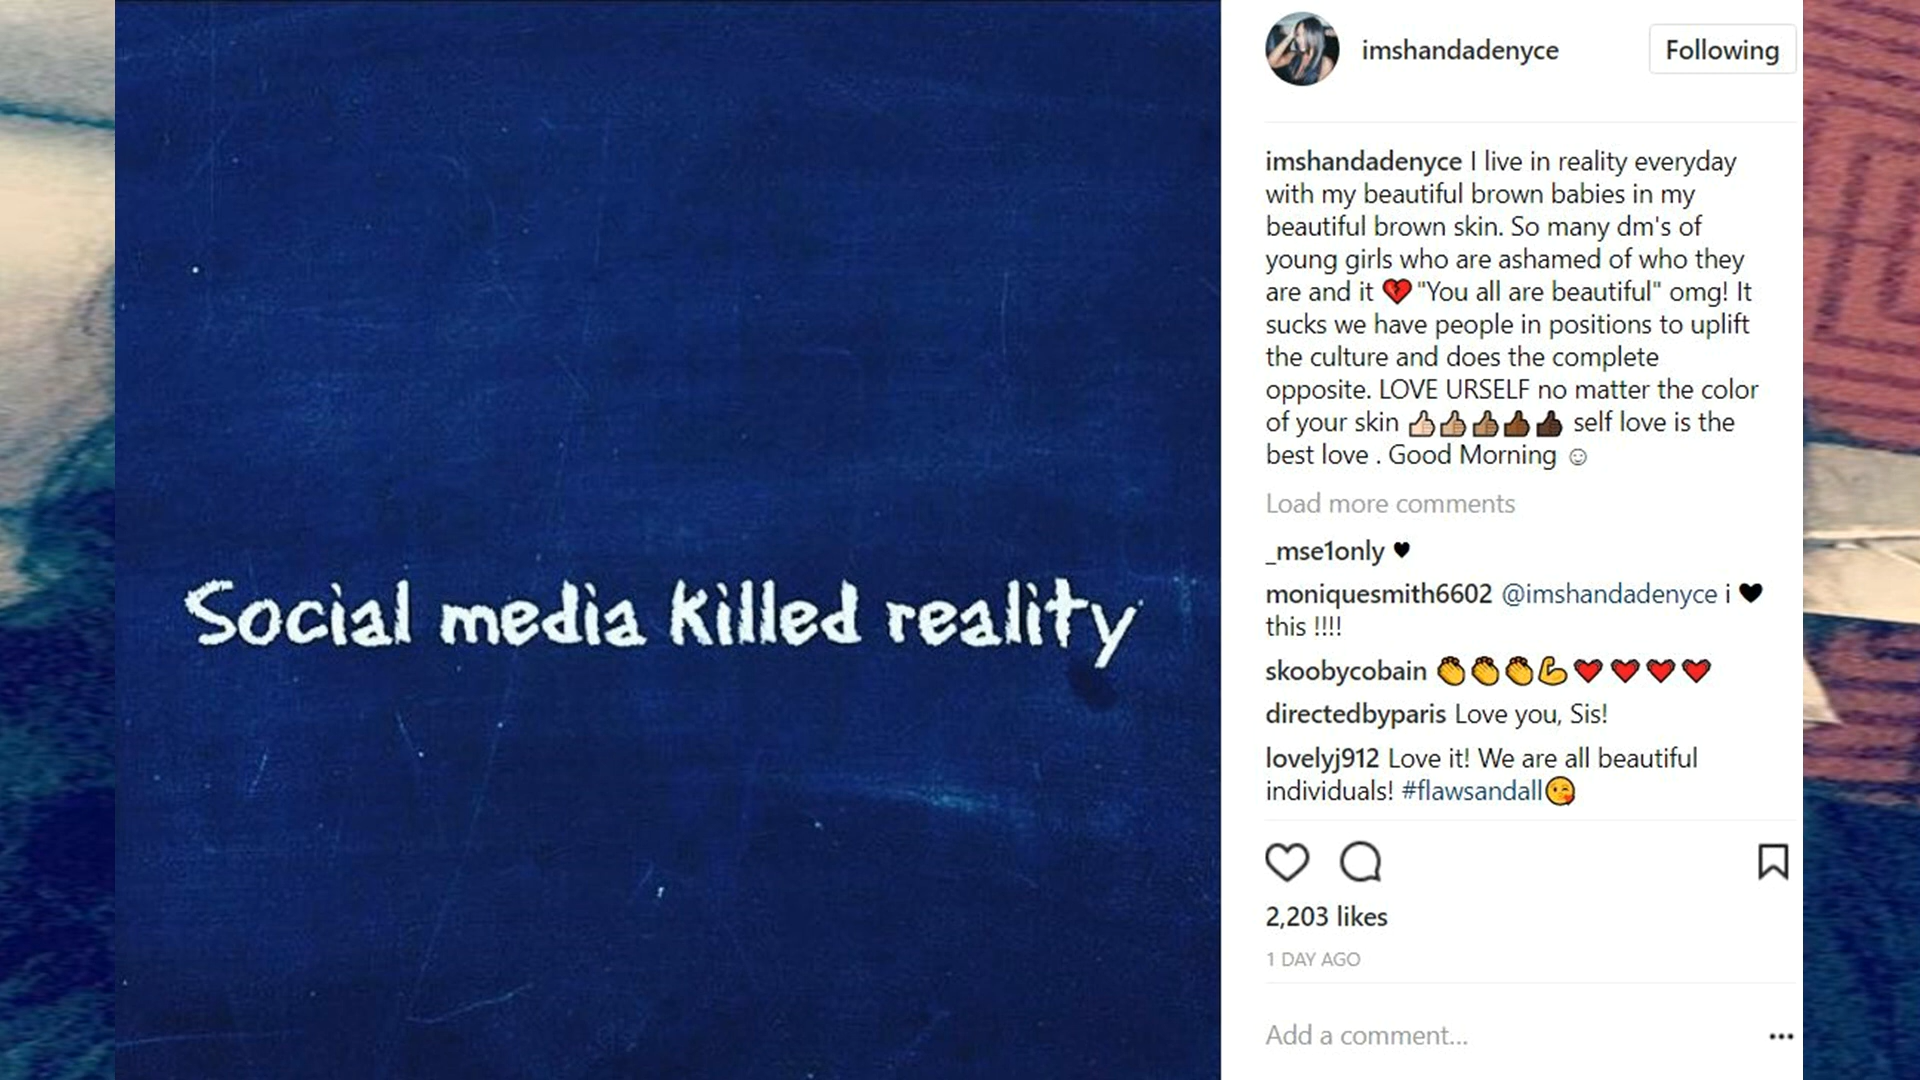 Social media killed reality
imshandadenyce
Following
imshandadenyce I live in reality everyday
with my beautiful brown babies in my
beautiful brown skin. So many dm's of
young girls who are ashamed of who they
are and it 💔 "You all are beautiful" omg! It
sucks we have people in positions to uplift
the culture and does the complete
opposite. LOVE URSELF no matter the color
of your skin 👍🏻👍🏼👍🏽👍🏾👍🏿 self love is the
best love . Good Morning ☺
Load more comments
_mse1only ♥
moniquesmith6602 @imshandadenyce i ♥
this !!!!
skoobycobain 👏👏👏💪❤❤❤❤
directedbyparis Love you, Sis!
lovelyj912 Love it! We are all beautiful
individuals! #flawsandall😘
2,203 likes
1 DAY AGO
Add a comment...